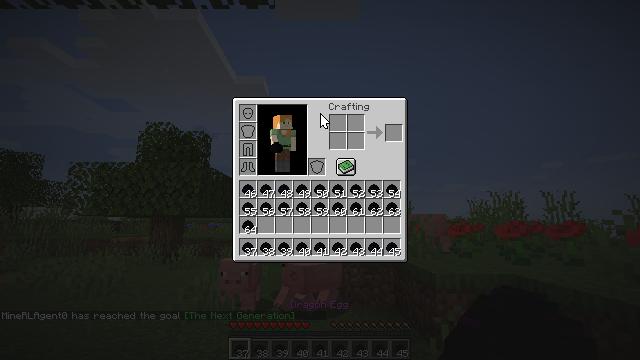 Crafting
46 47 48 49 50 51 52 53 54
55 56 57 58 59 60 61 62 63
64
37 38 39 40 41 42 43 44 45
Dragon Egg
MineRLAgent0 has reached the goal [The Next Generation]
37 38 39 40 41 42 43 44 45